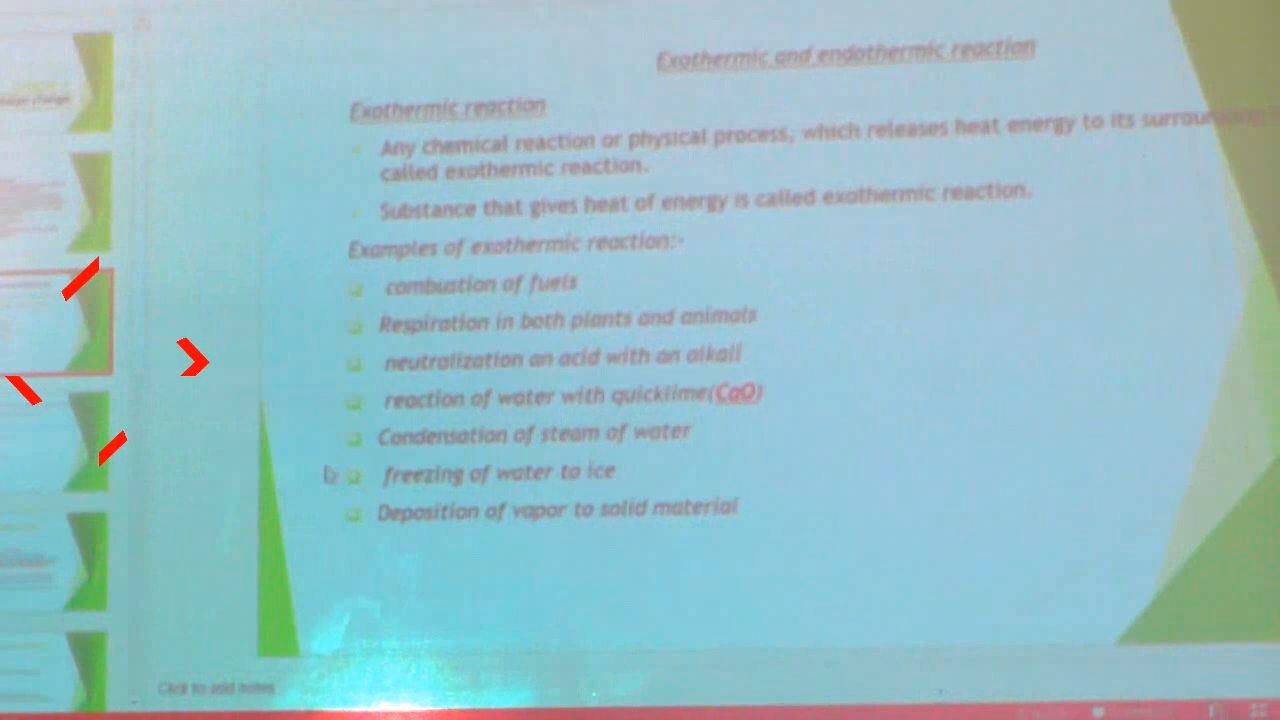 Exothermic and endothermic reaction
Exothermic reaction
Any chemical reaction or physical process, which releases heat energy to its surrounding
called exothermic reaction.
Substance that gives heat of energy is called exothermic reaction.
Examples of exothermic reaction:-
combustion of fuels
Respiration in both plants and animals
neutralization an acid with an alkali
reaction of water with quicklime(CaO)
Condensation of steam of water
freezing of water to ice
Deposition of vapor to solid material
Click to add notes